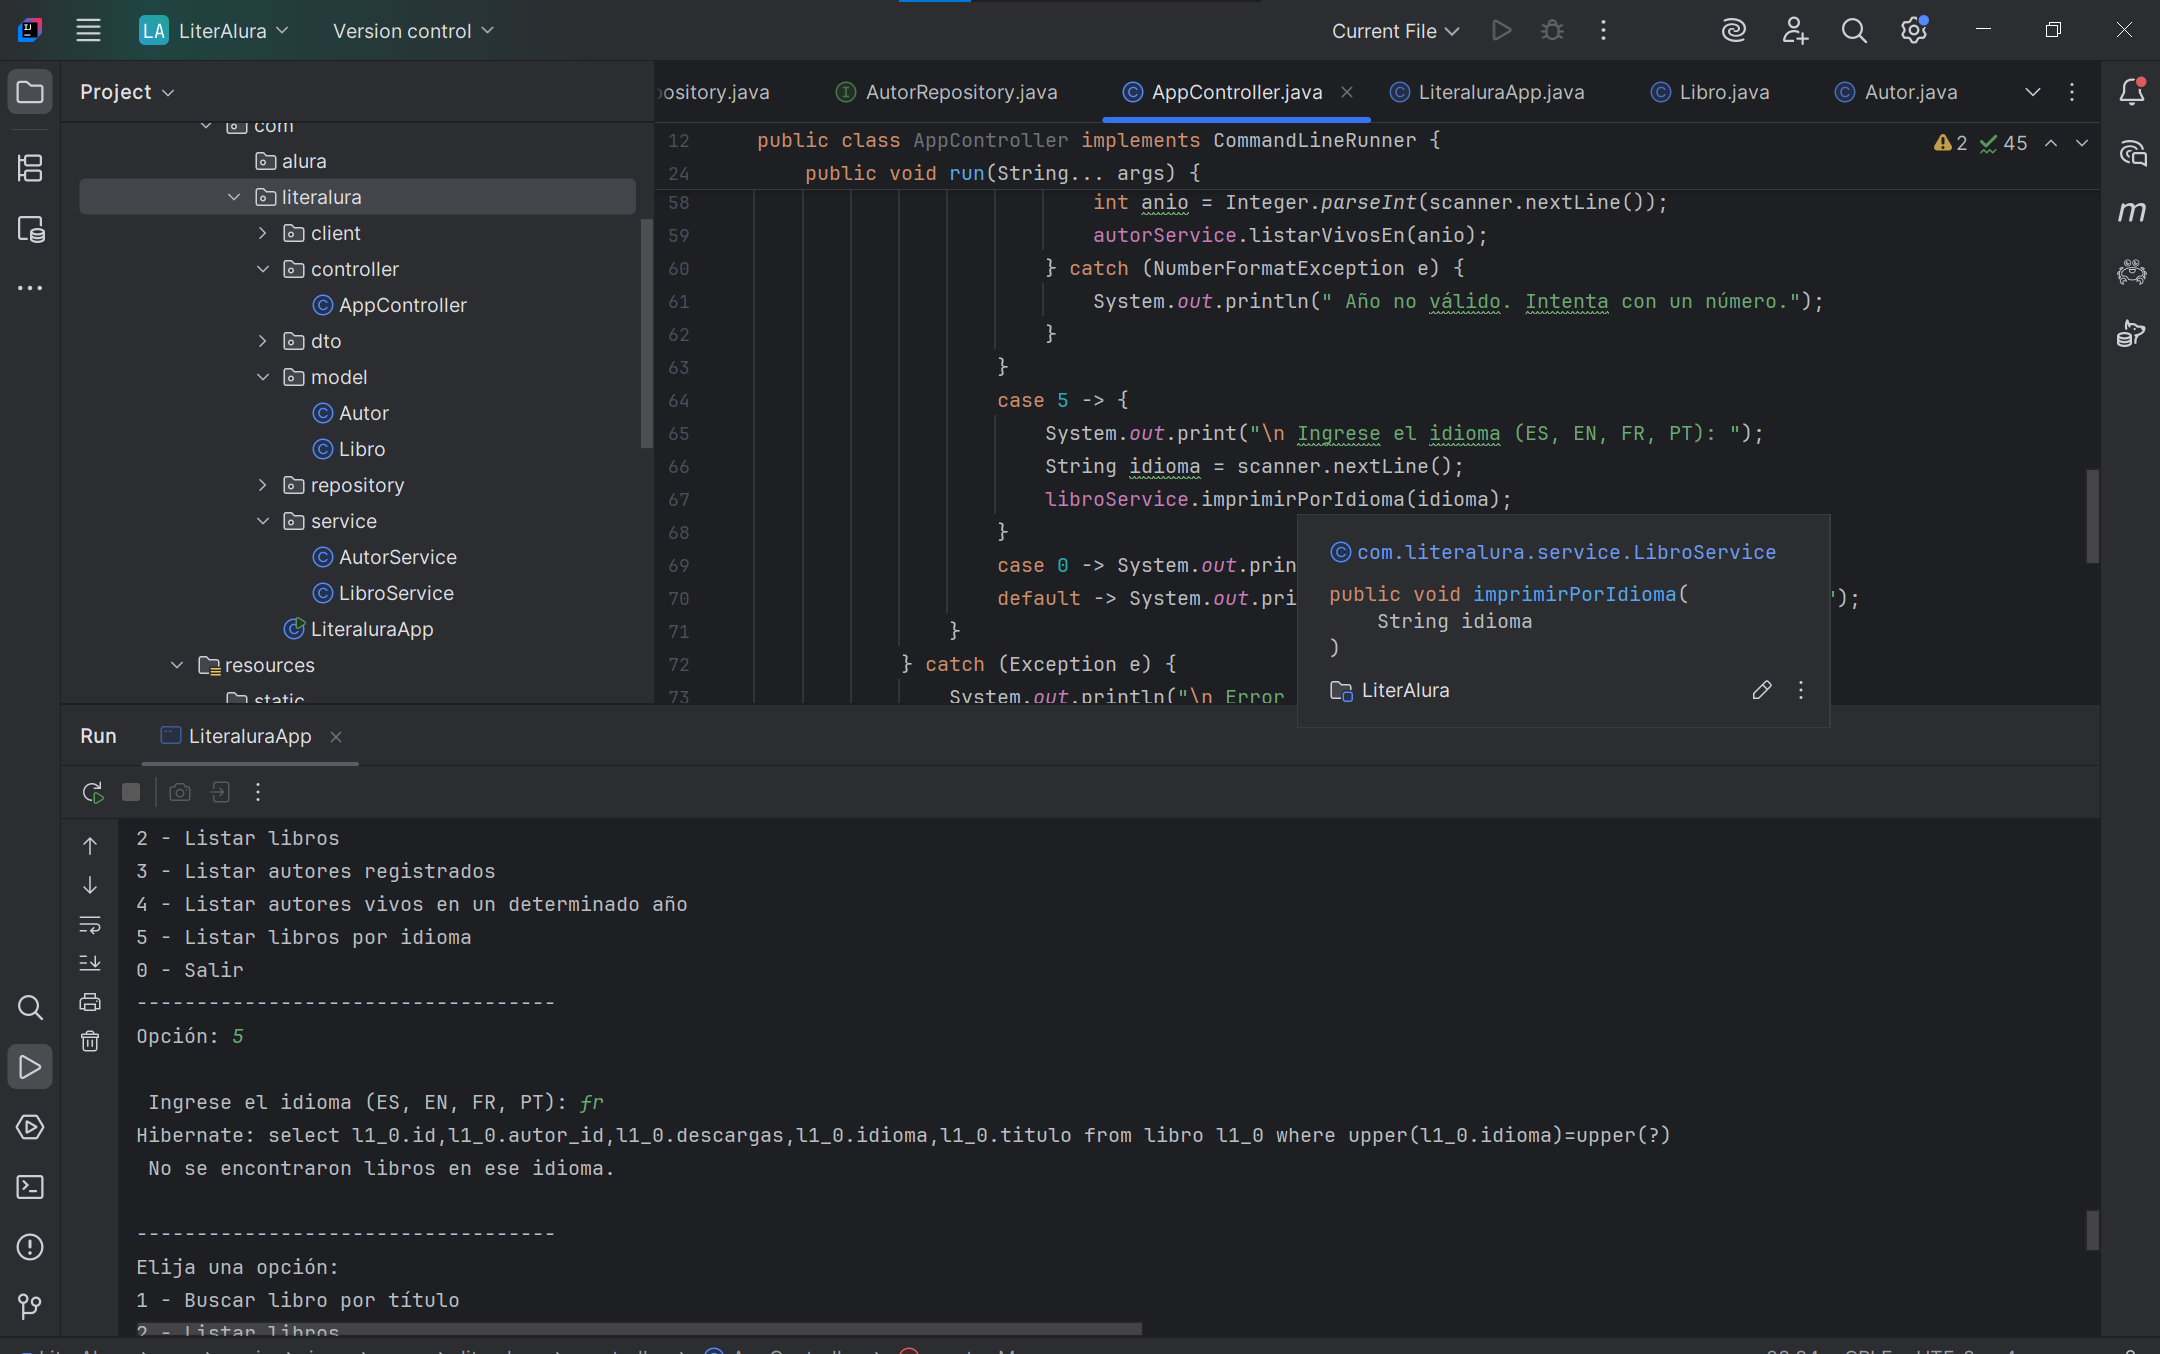 LA LiterAlura Version control Current File
Project
com
alura
literalura
client
controller
AppController
dto
model
Autor
Libro
repository
service
AutorService
LibroService
LiteraluraApp
resources
static
ository.java AutorRepository.java AppController.java LiteraluraApp.java Libro.java Autor.java
2 45
12 public class AppController implements CommandLineRunner {
24 public void run(String... args) {
58 int anio = Integer.parseInt(scanner.nextLine());
59 autorService.listarVivosEn(anio);
60 } catch (NumberFormatException e) {
61 System.out.println(" Año no válido. Intenta con un número.");
62 }
63 }
64 case 5 -> {
65 System.out.print("\n Ingrese el idioma (ES, EN, FR, PT): ");
66 String idioma = scanner.nextLine();
67 libroService.imprimirPorIdioma(idioma);
68 }
69 case 0 -> System.out.prin
70 default -> System.out.pri ");
71 }
72 } catch (Exception e) {
73 System.out.println("\n Error
com.literalura.service.LibroService
public void imprimirPorIdioma(
String idioma
)
LiterAlura
Run LiteraluraApp
2 - Listar libros
3 - Listar autores registrados
4 - Listar autores vivos en un determinado año
5 - Listar libros por idioma
0 - Salir
-----------------------------------
Opción: 5
Ingrese el idioma (ES, EN, FR, PT): fr
Hibernate: select l1_0.id,l1_0.autor_id,l1_0.descargas,l1_0.idioma,l1_0.titulo from libro l1_0 where upper(l1_0.idioma)=upper(?)
No se encontraron libros en ese idioma.
-----------------------------------
Elija una opción:
1 - Buscar libro por título
2 - Listar libros